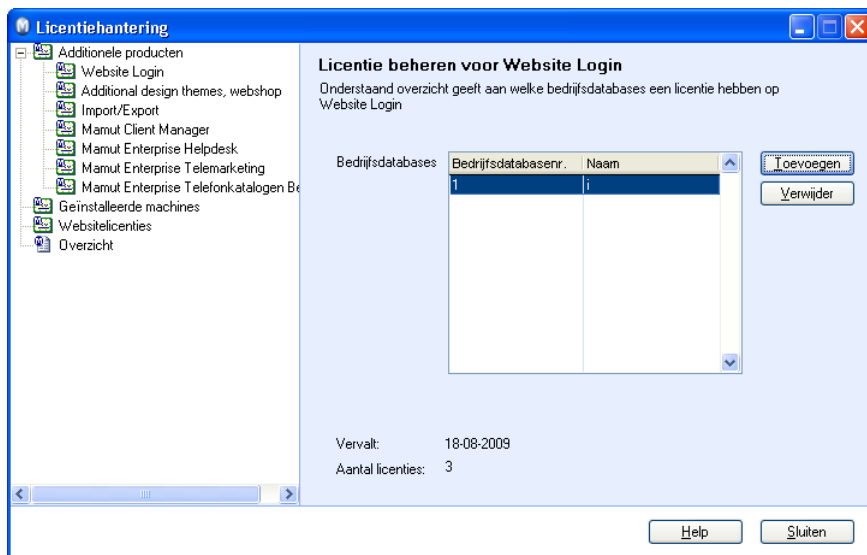 Licentiehantering
Additionele producten
Website Login
Additional design themes, webshop
Import/Export
Mamut Client Manager
Mamut Enterprise Helpdesk
Mamut Enterprise Telemarketing
Mamut Enterprise Telefonkatalogen Be
Geïnstalleerde machines
Websitelicenties
Overzicht
Licentie beheren voor Website Login
Onderstaand overzicht geeft aan welke bedrijfsdatabases een licentie hebben op
Website Login
Bedrijfsdatabases
Bedrijfsdatabasenr. Naam
1 i
Toevoegen
Verwijder
Vervalt: 18-08-2009
Aantal licenties: 3
Help
Sluiten